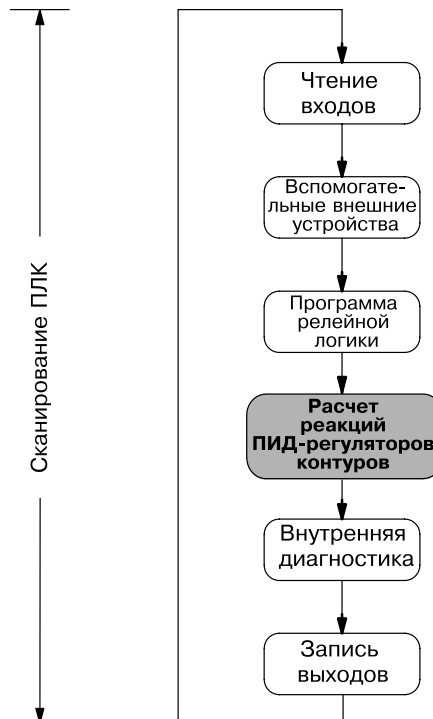 Чтение
входов
Вспомогате-
льные внешние
устройства
Программа
релейной
логики
Расчет
реакций
ПИД-регуляторов
контуров
Внутренняя
диагностика
Запись
выходов
Сканирование ПЛК